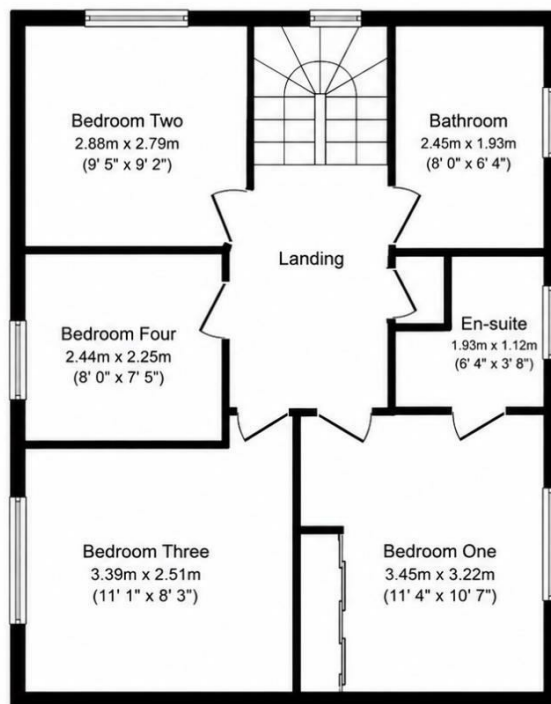 Bedroom Two
2.88m x 2.79m
(9' 5" x 9' 2")
Bathroom
2.45m x 1.93m
(8' 0" x 6' 4")
Landing
Bedroom Four
2.44m x 2.25m
(8' 0" x 7' 5")
En-suite
1.93m x 1.12m
(6' 4" x 3' 8")
Bedroom Three
3.39m x 2.51m
(11' 1" x 8' 3")
Bedroom One
3.45m x 3.22m
(11' 4" x 10' 7")